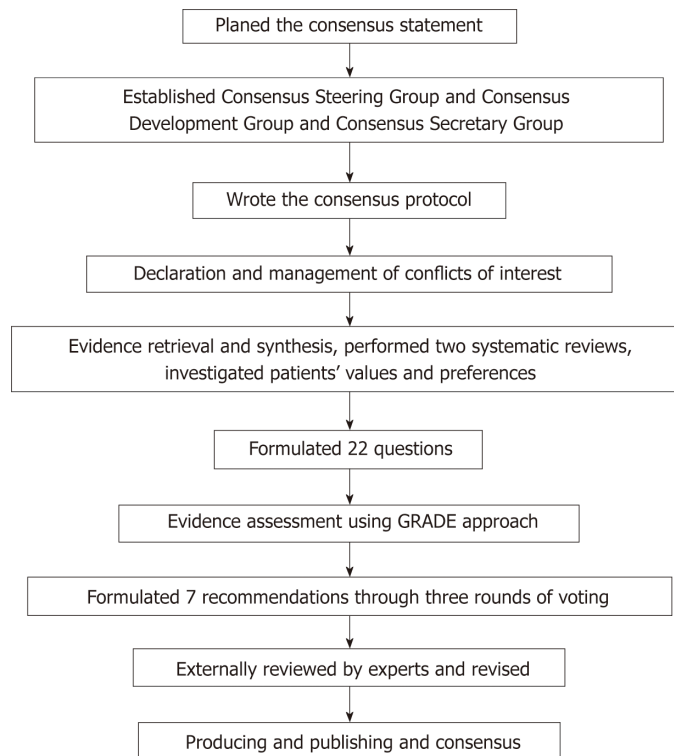 Planed the consensus statement
Established Consensus Steering Group and Consensus
Development Group and Consensus Secretary Group
Wrote the consensus protocol
Declaration and management of conflicts of interest
Evidence retrieval and synthesis, performed two systematic reviews,
investigated patients’ values and preferences
Formulated 22 questions
Evidence assessment using GRADE approach
Formulated 7 recommendations through three rounds of voting
Externally reviewed by experts and revised
Producing and publishing and consensus